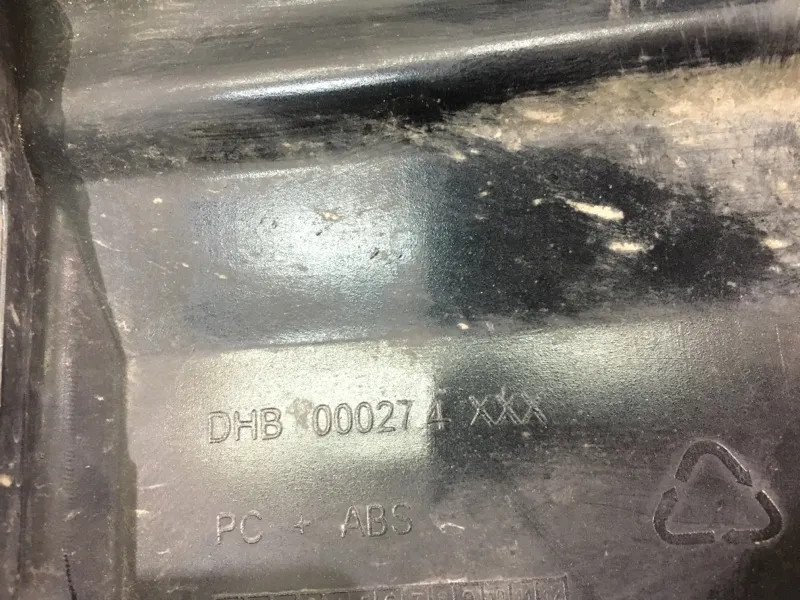 DHB 000274 XXX
PC + ABS